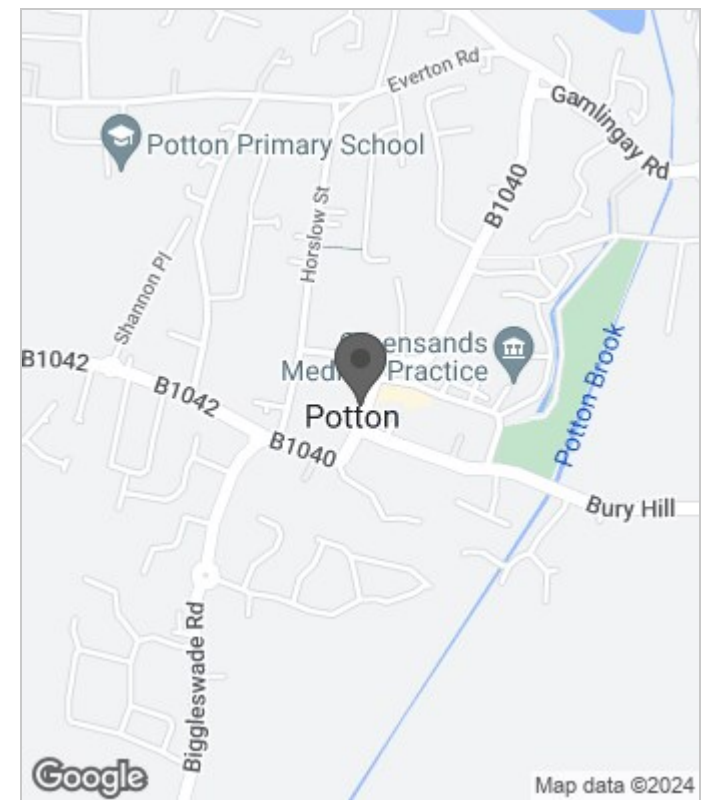 Everton Rd
Gamlingay Rd
Potton Primary School
B1040
Horslow St
Shannon Pl
B1042
B1042
Medi Practice
Potton
B1040
Potton Brook
Bury Hill
Biggleswade Rd
Google
Map data ©2024